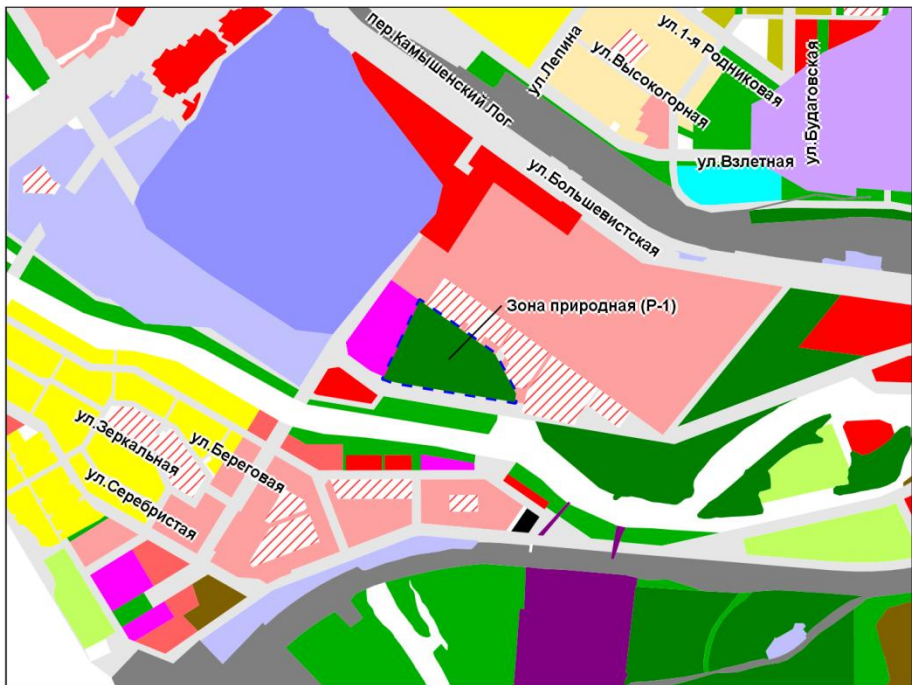 пер.Камышенский Лог
ул.Лепина
ул.1-я Родниковая
ул.Высокогорная
ул.Будаговская
ул.Взлетная
ул.Большевистская
Зона природная (Р-1)
ул.Зеркальная
ул.Береговая
ул.Серебристая